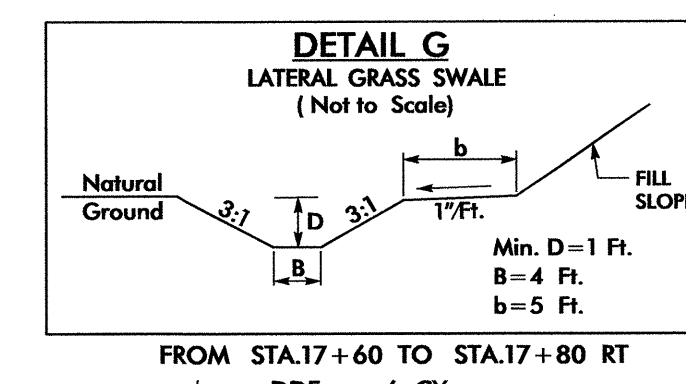 DETAIL G
LATERAL GRASS SWALE
( Not to Scale)
b
Natural
Ground
3:1
D
3:1
1"/Ft.
FILL
SLOPE
B
Min. D=1 Ft.
B=4 Ft.
b=5 Ft.
FROM STA.17+60 TO STA.17+80 RT